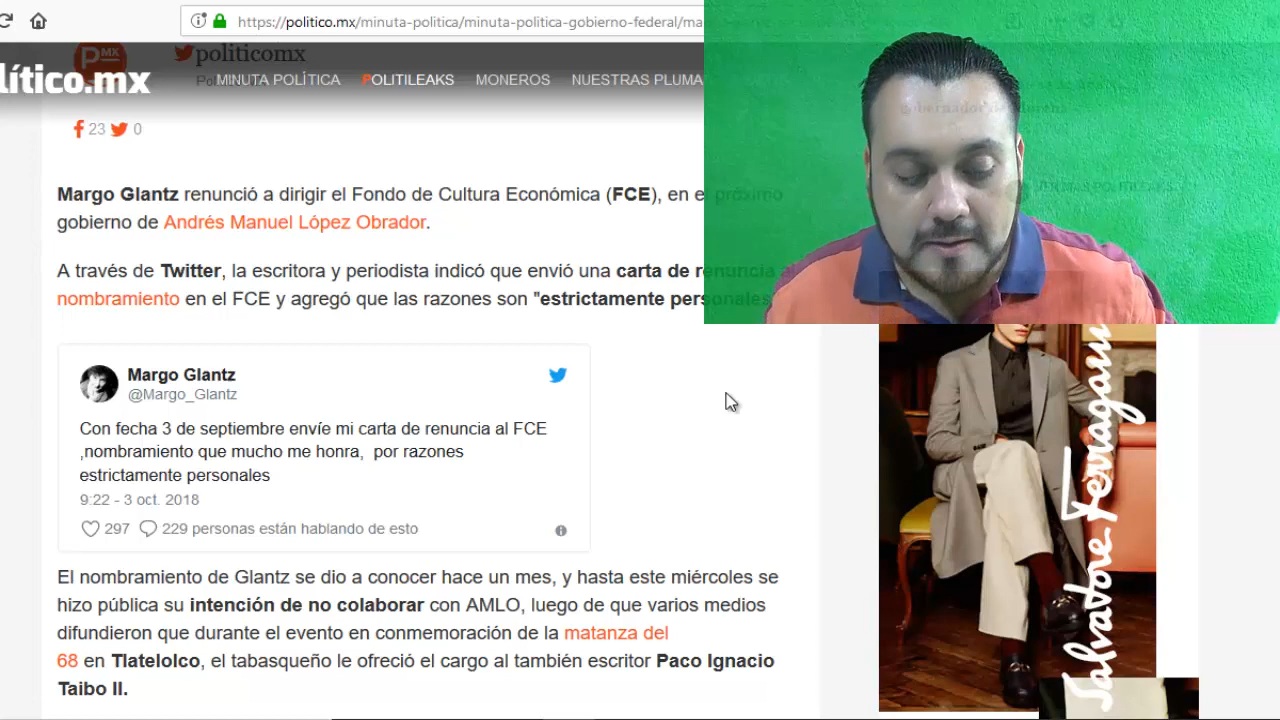 https://politico.mx/minuta-politica/minuta-politica-gobierno-federal/ma
politicomx
lítico.mx
MINUTA POLÍTICA POLITILEAKS MONEROS NUESTRAS PLUMA
23 0
Margo Glantz renunció a dirigir el Fondo de Cultura Económica (FCE), en el próximo
gobierno de Andrés Manuel López Obrador.
A través de Twitter, la escritora y periodista indicó que envió una carta de renuncia al
nombramiento en el FCE y agregó que las razones son "estrictamente personales
Margo Glantz
@Margo_Glantz
Con fecha 3 de septiembre envíe mi carta de renuncia al FCE
,nombramiento que mucho me honra, por razones
estrictamente personales
9:22 - 3 oct. 2018
297 229 personas están hablando de esto
El nombramiento de Glantz se dio a conocer hace un mes, y hasta este miércoles se
hizo pública su intención de no colaborar con AMLO, luego de que varios medios
difundieron que durante el evento en conmemoración de la matanza del
68 en Tlatelolco, el tabasqueño le ofreció el cargo al también escritor Paco Ignacio
Taibo II.
Salvatore Ferragam